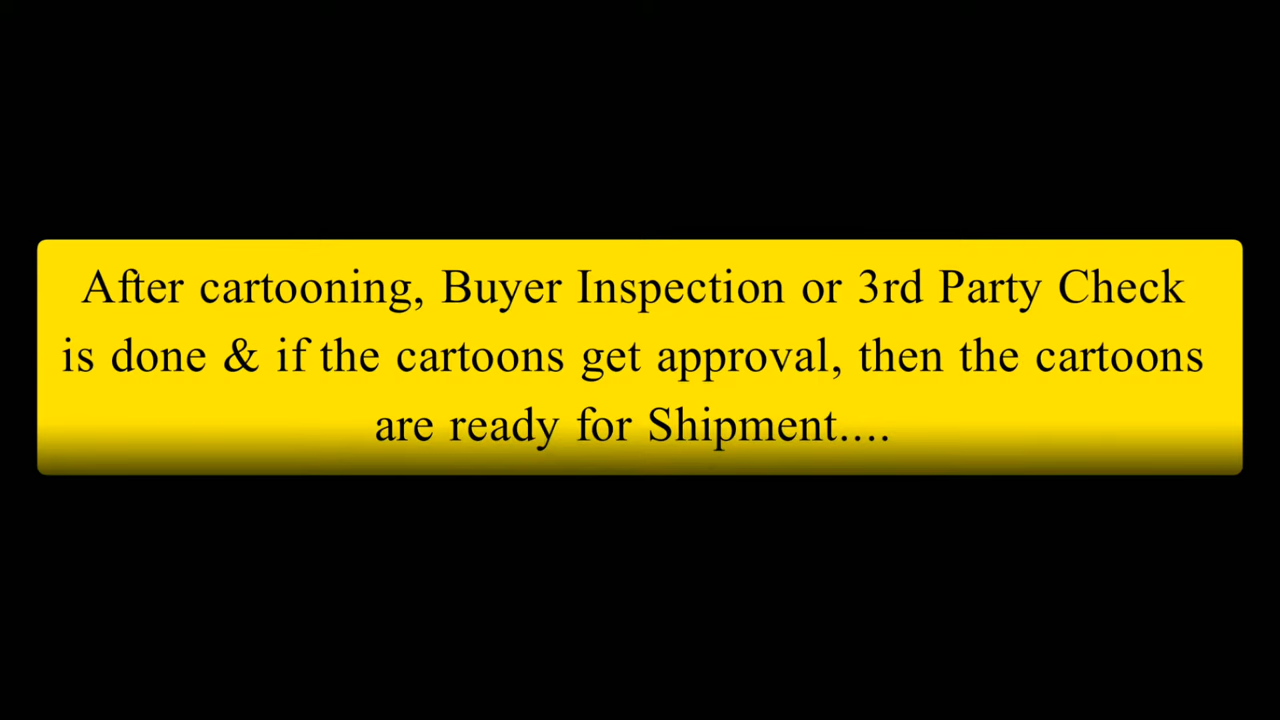 After cartooning, Buyer Inspection or 3rd Party Check
is done & if the cartoons get approval, then the cartoons
are ready for Shipment....